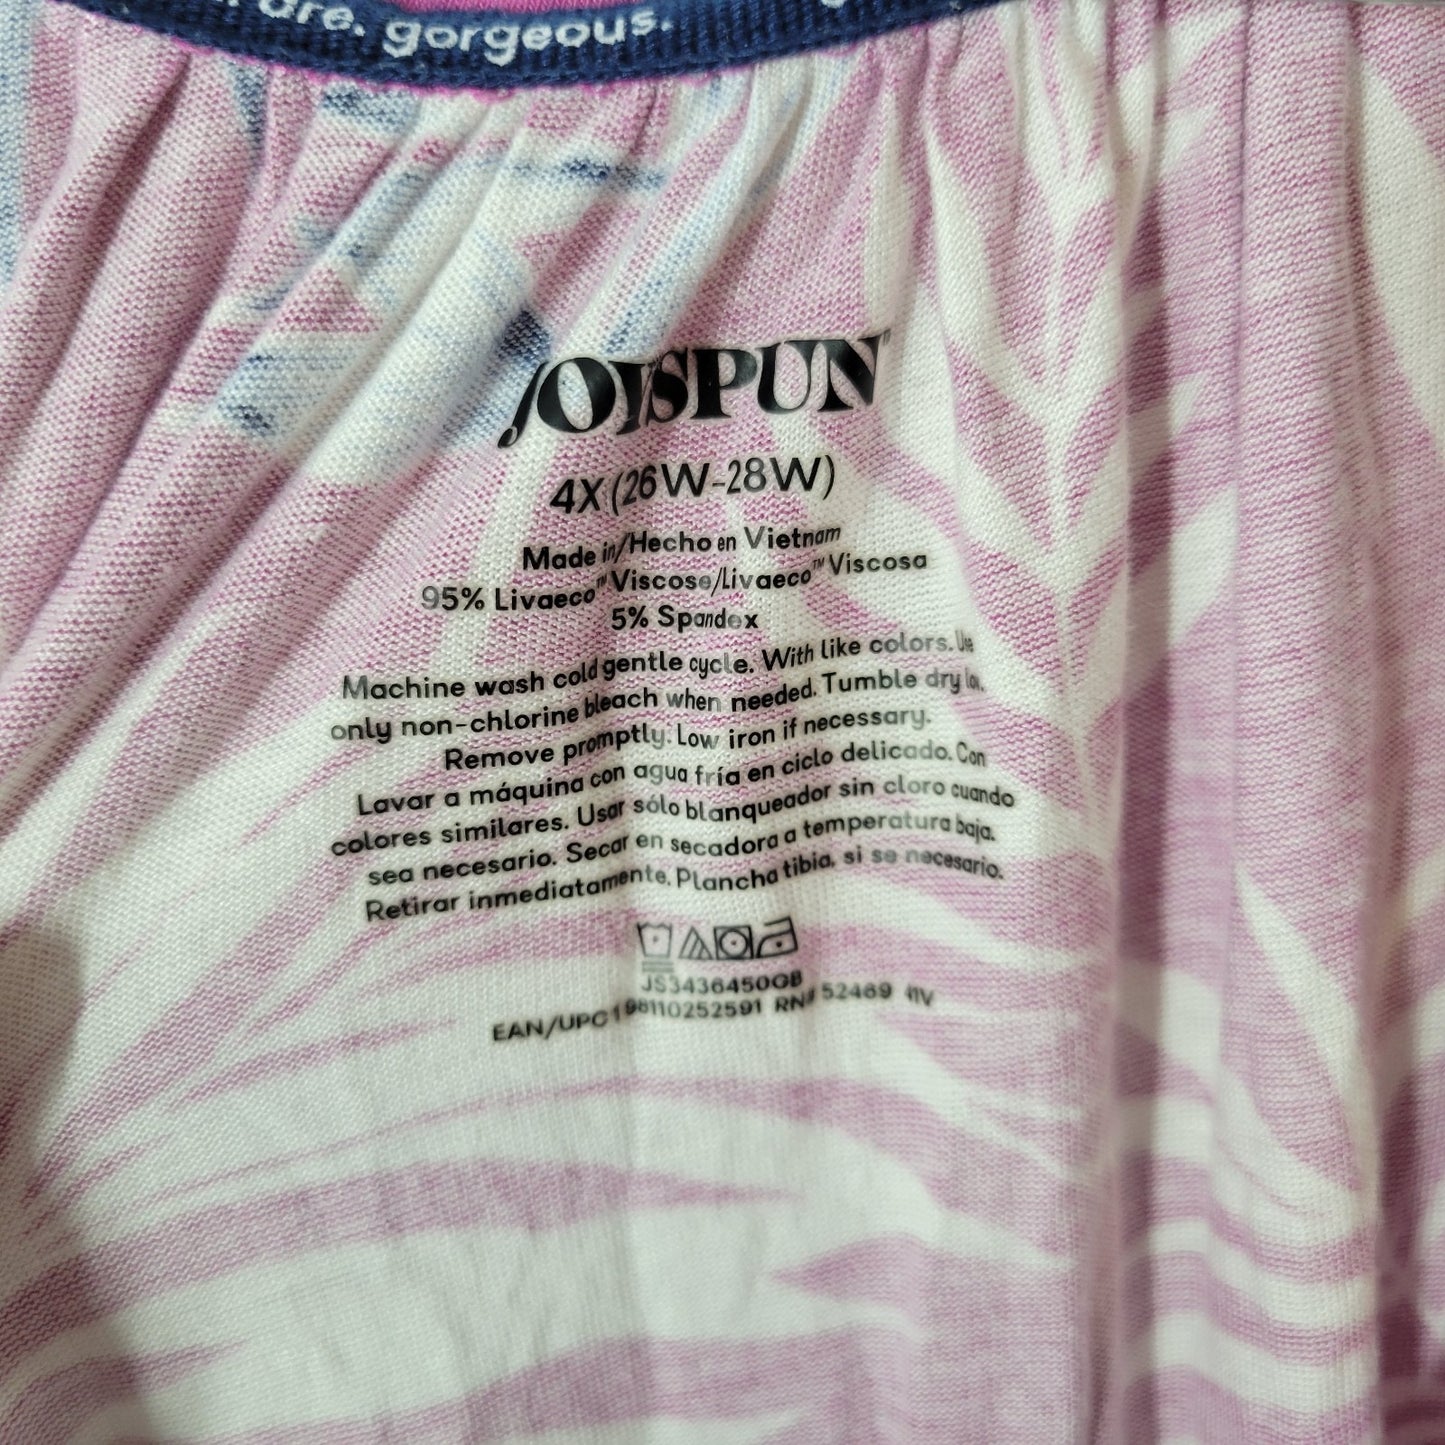 are. gorgeous.
JOYSPUN
4X (26W-28W)
Made in/Hecho en Vietnam
95% Livaeco™ Viscose/Livaeco™ Viscosa
5% Spandex
Machine wash cold gentle cycle. With like colors. Use
only non-chlorine bleach when needed. Tumble dry low.
Remove promptly. Low iron if necessary.
Lavar a máquina con agua fría en ciclo delicado. Con
colores similares. Usar sólo blanqueador sin cloro cuando
sea necesario. Secar en secadora a temperatura baja.
Retirar inmediatamente. Plancha tibia, si se necesario.
JS3436450GB
EAN/UPC 198110252591 RN# 52469